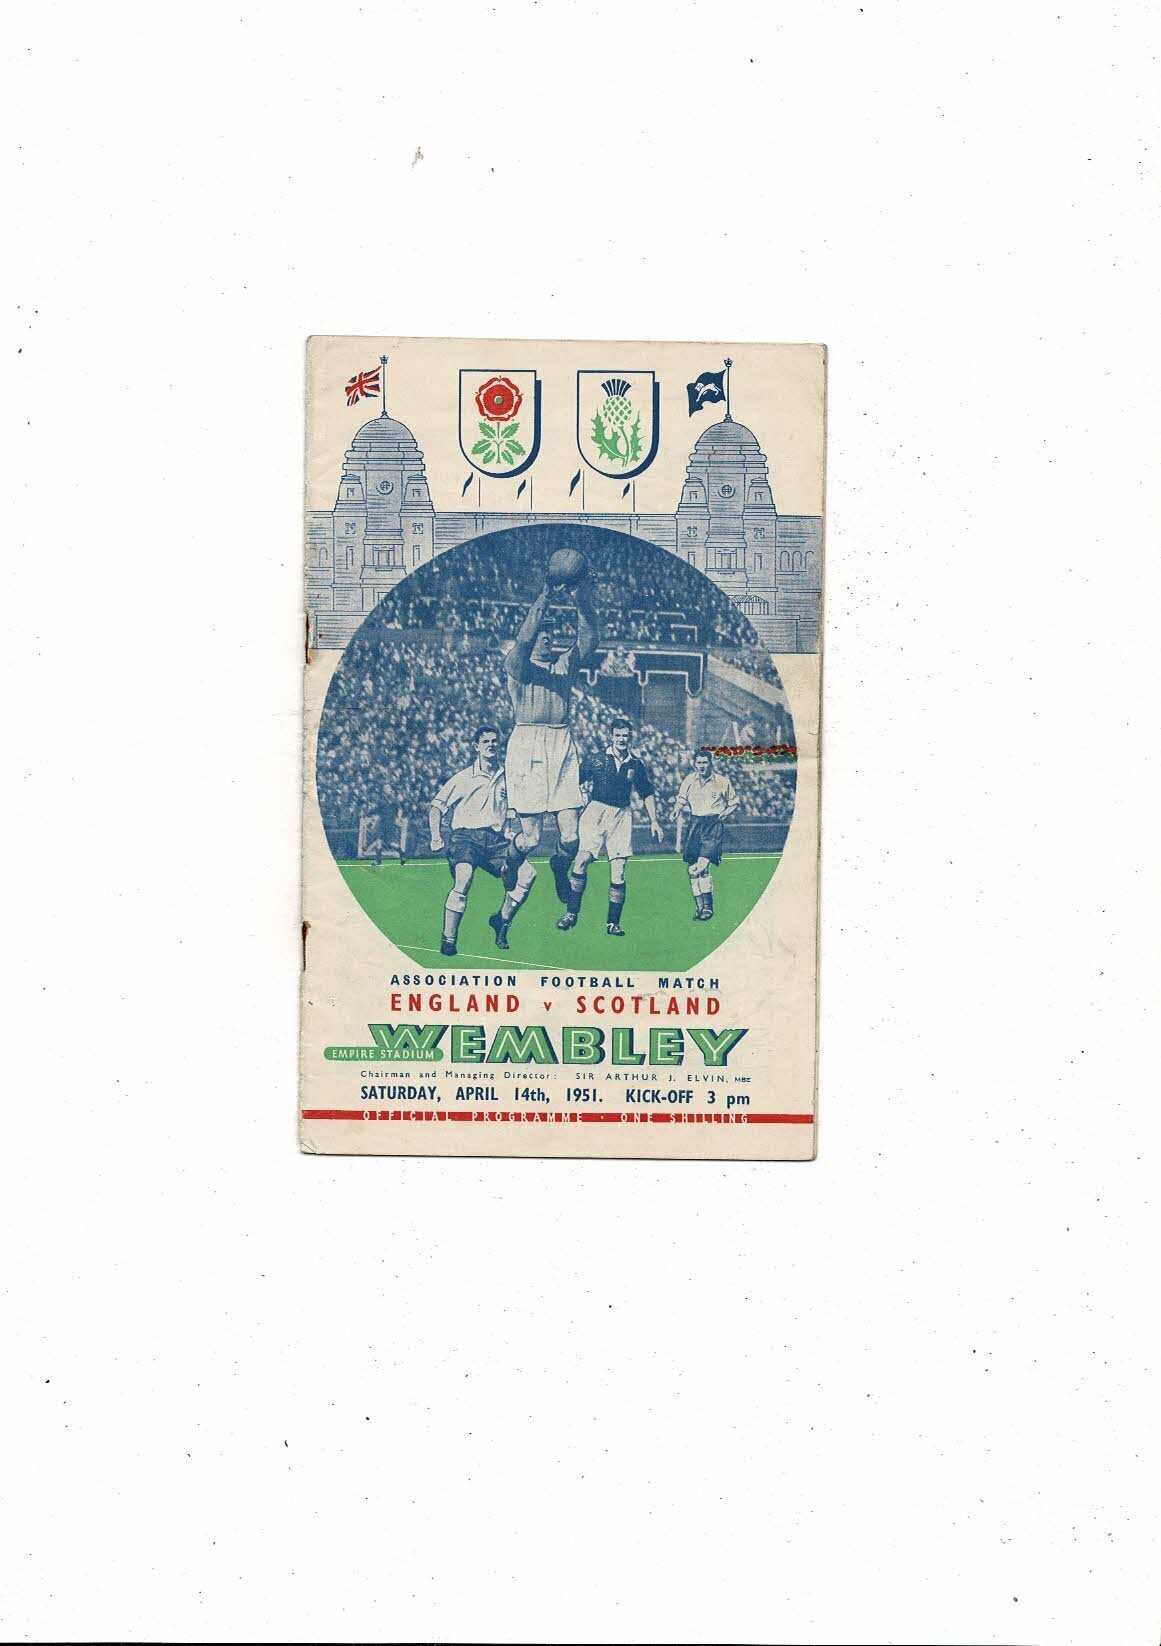 ASSOCIATION FOOTBALL MATCH
ENGLAND v SCOTLAND
WEMBLEY
EMPIRE STADIUM
Chairman and Managing Director: SIR ARTHUR J. ELVIN, MBE
SATURDAY, APRIL 14th, 1951. KICK-OFF 3 pm
OFFICIAL PROGRAMME · ONE SHILLING